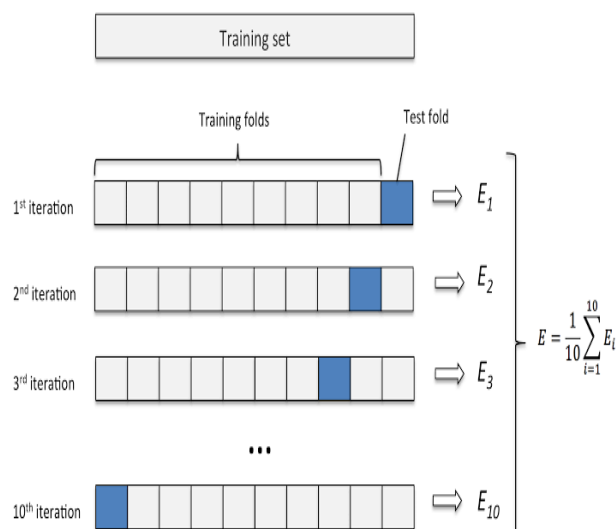 Training set
Training folds
Test fold
1st iteration
E1
2nd iteration
E2
E = 1/10 10∑i=1 Ei
3rd iteration
E3
...
10th iteration
E10